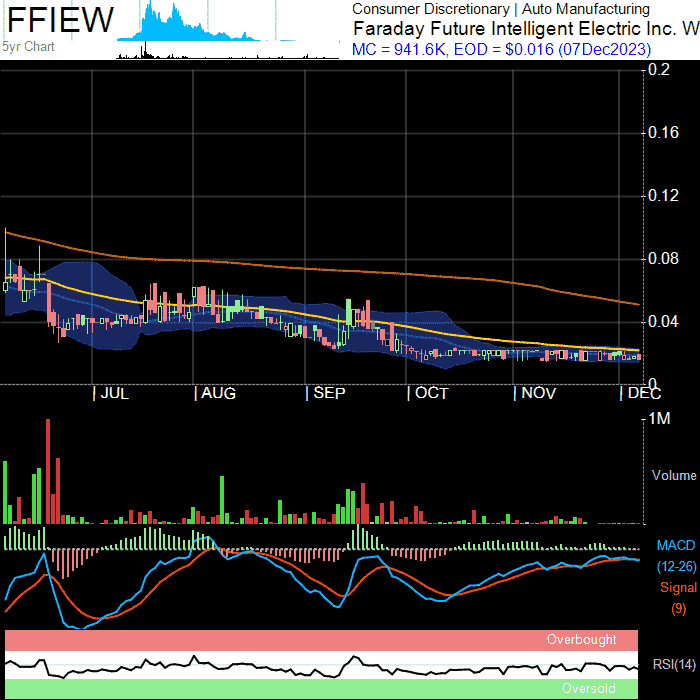 FFIEW
5yr Chart
Consumer Discretionary | Auto Manufacturing
Faraday Future Intelligent Electric Inc. W
MC = 941.6K, EOD = $0.016 (07Dec2023)
0.2
0.16
0.12
0.08
0.04
0
| JUL | AUG | SEP | OCT | NOV | DEC
1M
Volume
MACD
(12-26)
Signal
(9)
Overbought
RSI(14)
Oversold